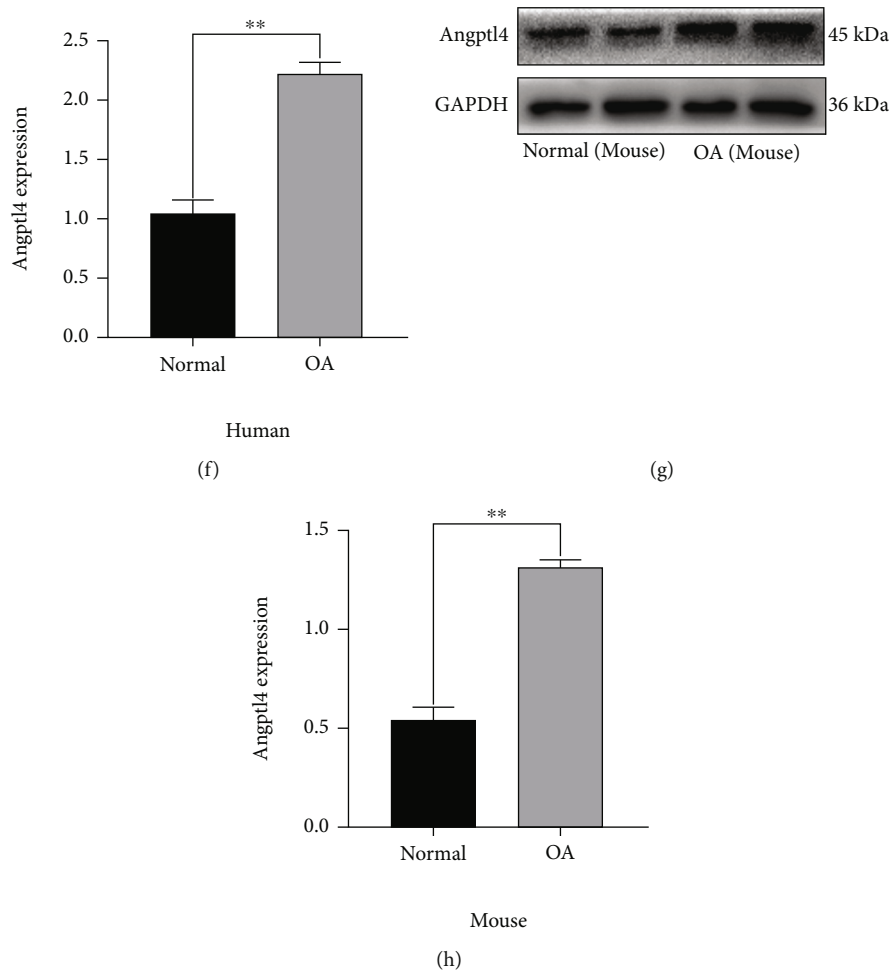 **
2.5
2.0
1.5
1.0
0.5
0.0
Angptl4 expression
Normal OA
Human
(f)
Angptl4 45 kDa
GAPDH 36 kDa
Normal (Mouse) OA (Mouse)
(g)
**
1.5
1.0
0.5
0.0
Angptl4 expression
Normal OA
Mouse
(h)